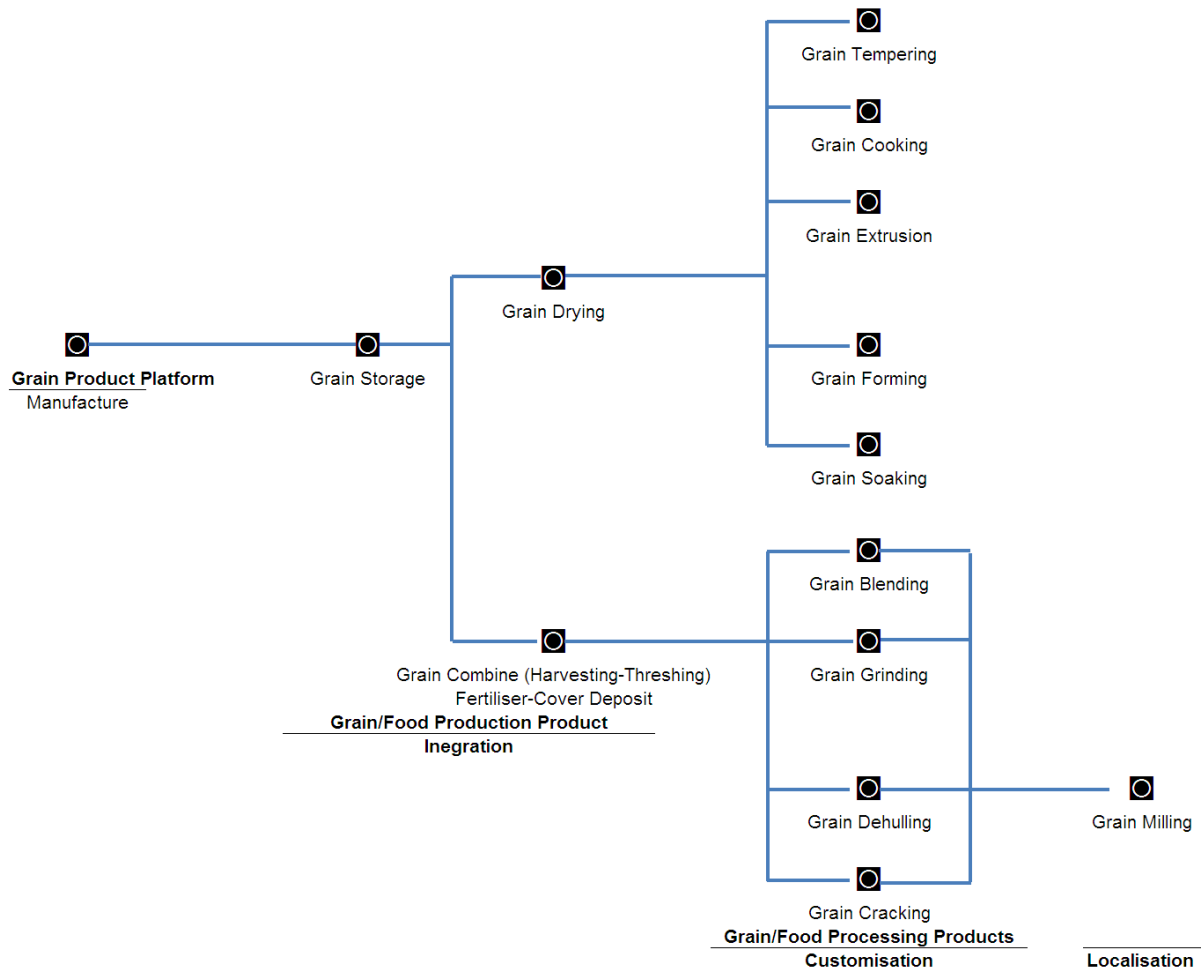 Grain Tempering
Grain Cooking
Grain Extrusion
Grain Drying
Grain Product Platform
Manufacture
Grain Storage
Grain Forming
Grain Soaking
Grain Blending
Grain Combine (Harvesting-Threshing)
Fertiliser-Cover Deposit
Grain/Food Production Product
Inegration
Grain Grinding
Grain Dehulling
Grain Milling
Grain Cracking
Grain/Food Processing Products
Customisation
Localisation